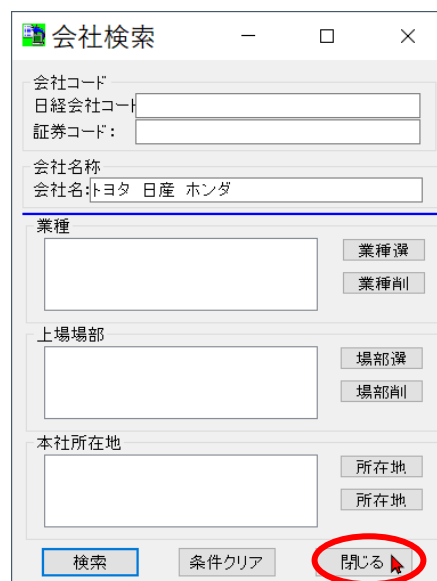 会社検索
会社コード
日経会社コート
証券コード：
会社名称
会社名:トヨタ 日産 ホンダ
業種
業種選
業種削
上場場部
場部選
場部削
本社所在地
所在地
所在地
検索 条件クリア 閉じる